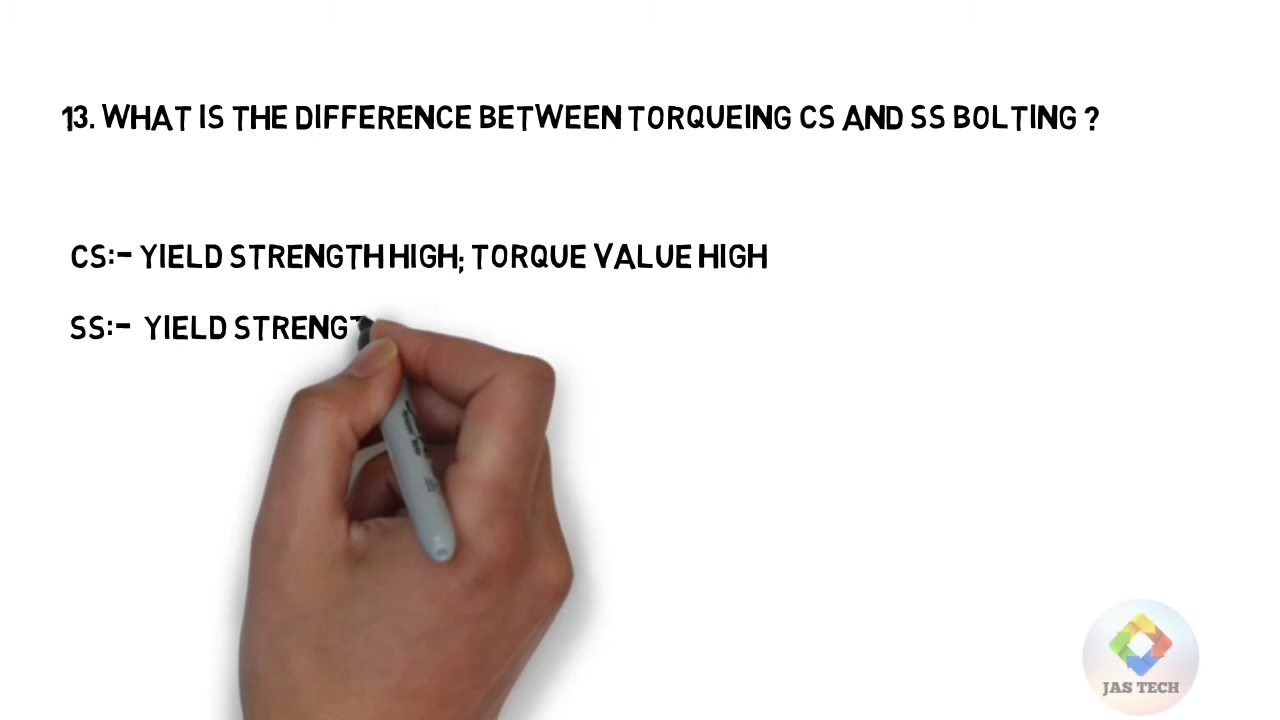 13. WHAT IS THE DIFFERENCE BETWEEN TORQUEING CS AND SS BOLTING ?
CS:- YIELD STRENGTH HIGH; TORQUE VALUE HIGH
SS:- YIELD STRENGT
JAS TECH